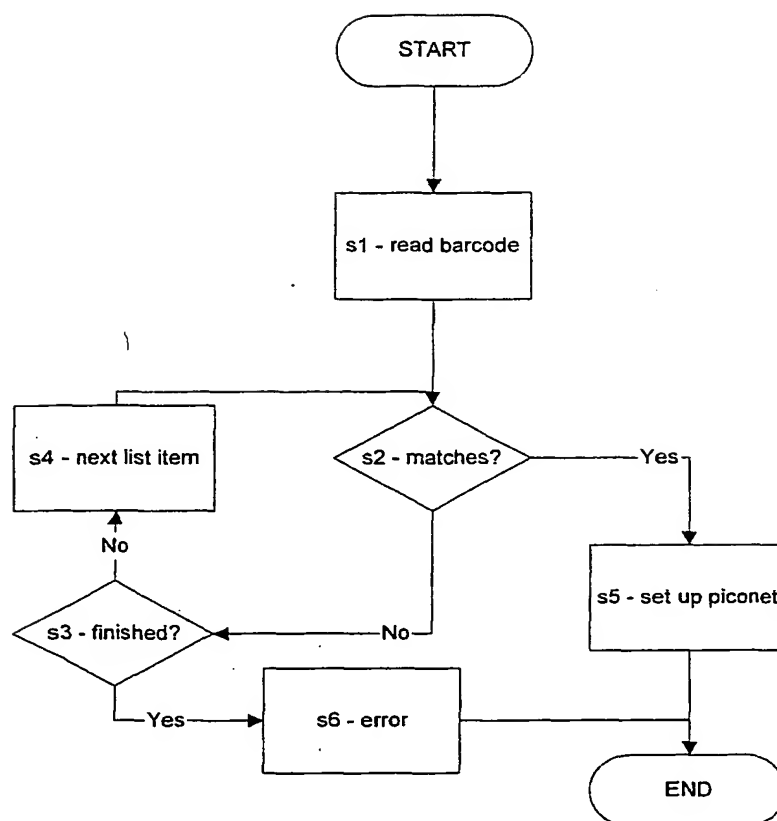 START
s1 - read barcode
s4 - next list item
s2 - matches?
Yes
No
s5 - set up piconet
s3 - finished?
No
Yes
s6 - error
END